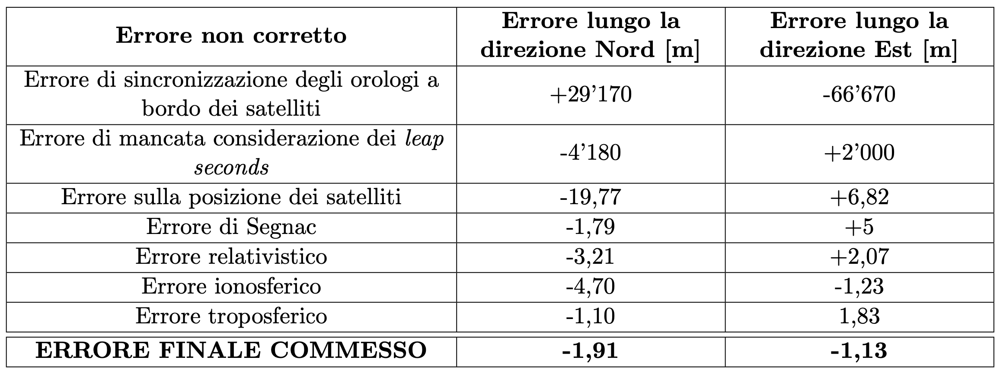 Errore non corretto
Errore lungo la
direzione Nord [m]
Errore lungo la
direzione Est [m]
Errore di sincronizzazione degli orologi a
bordo dei satelliti
+29'170
-66'670
Errore di mancata considerazione dei leap
seconds
-4'180
+2'000
Errore sulla posizione dei satelliti
-19,77
+6,82
Errore di Segnac
-1,79
+5
Errore relativistico
-3,21
+2,07
Errore ionosferico
-4,70
-1,23
Errore troposferico
-1,10
1,83
ERRORE FINALE COMMESSO
-1,91
-1,13